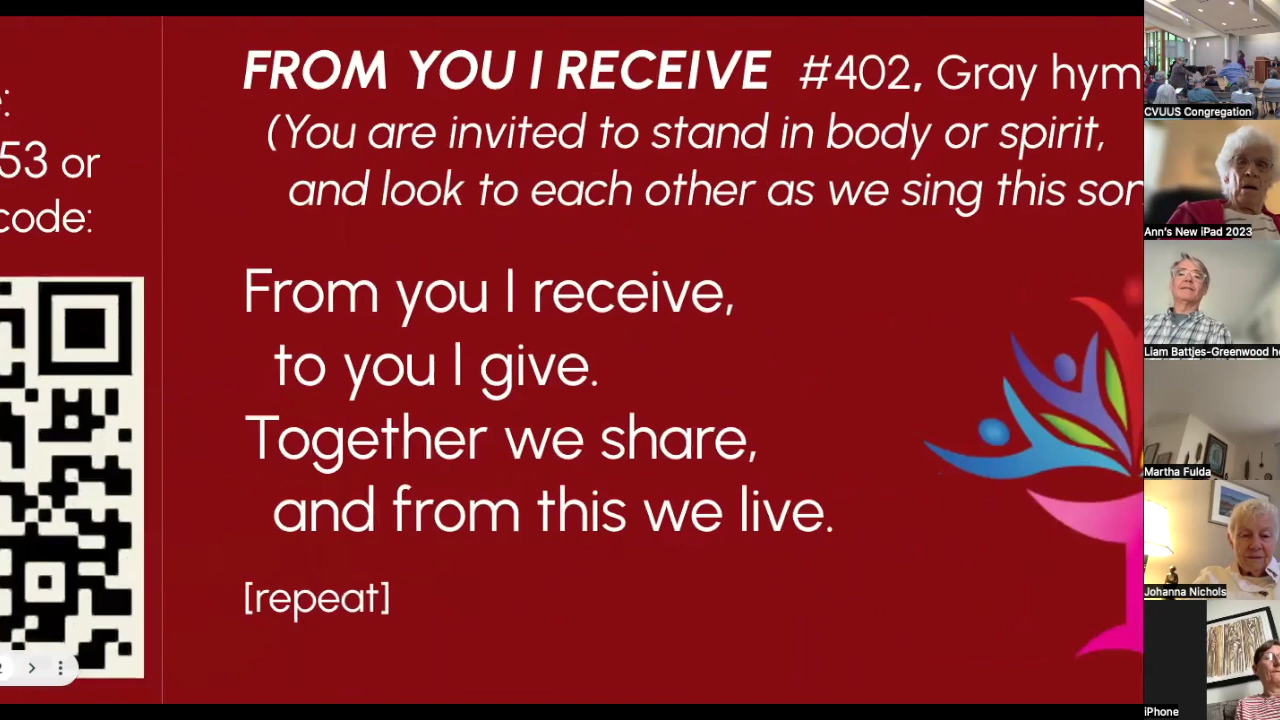 e:
53 or
code:
FROM YOU I RECEIVE #402, Gray hym
(You are invited to stand in body or spirit,
and look to each other as we sing this son
From you I receive,
to you I give.
Together we share,
and from this we live.
[repeat]
CVUUS Congregation
Ann's New iPad 2023
Liam Battjes-Greenwood he
Martha Fulda
Johanna Nichols
iPhone